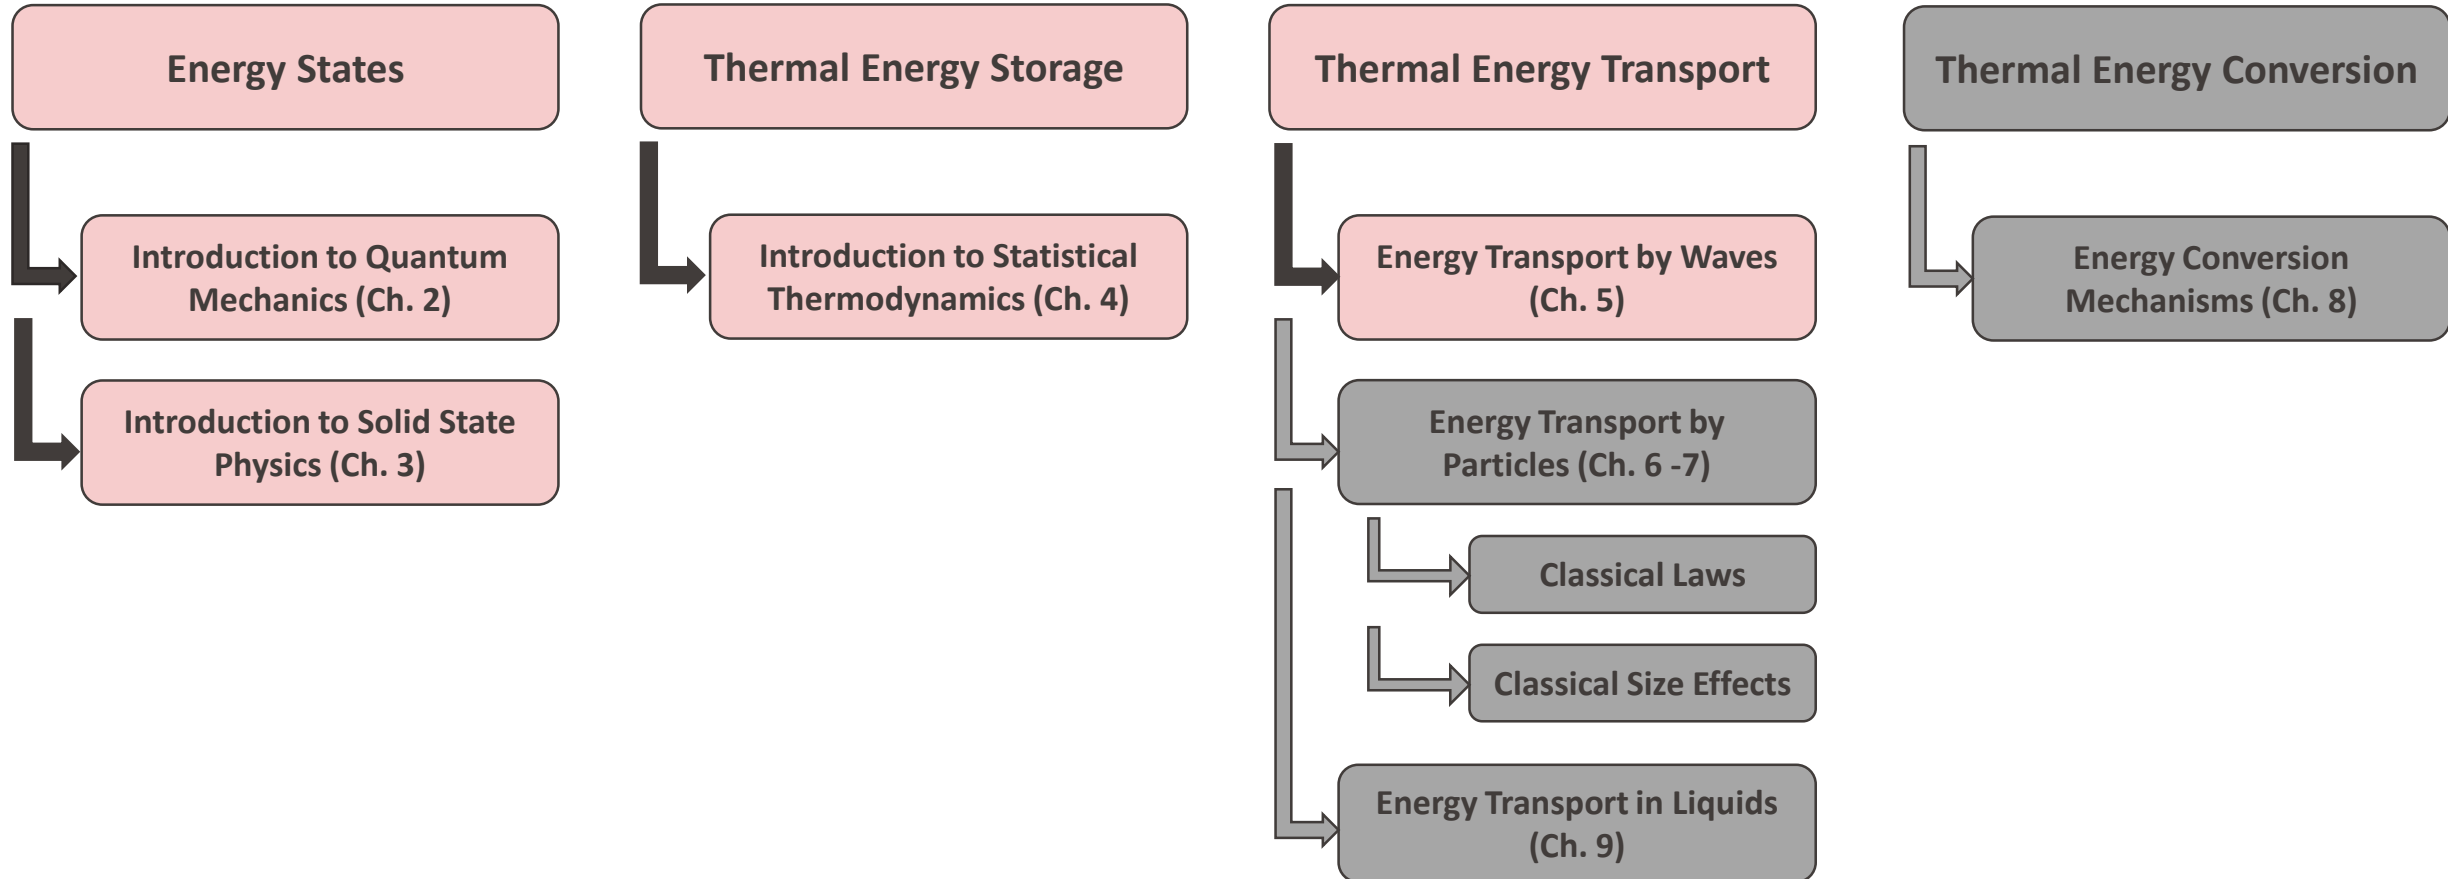 Energy States
Introduction to Quantum
Mechanics (Ch. 2)
Introduction to Solid State
Physics (Ch. 3)
Thermal Energy Storage
Introduction to Statistical
Thermodynamics (Ch. 4)
Thermal Energy Transport
Energy Transport by Waves
(Ch. 5)
Energy Transport by
Particles (Ch. 6 -7)
Classical Laws
Classical Size Effects
Energy Transport in Liquids
(Ch. 9)
Thermal Energy Conversion
Energy Conversion
Mechanisms (Ch. 8)